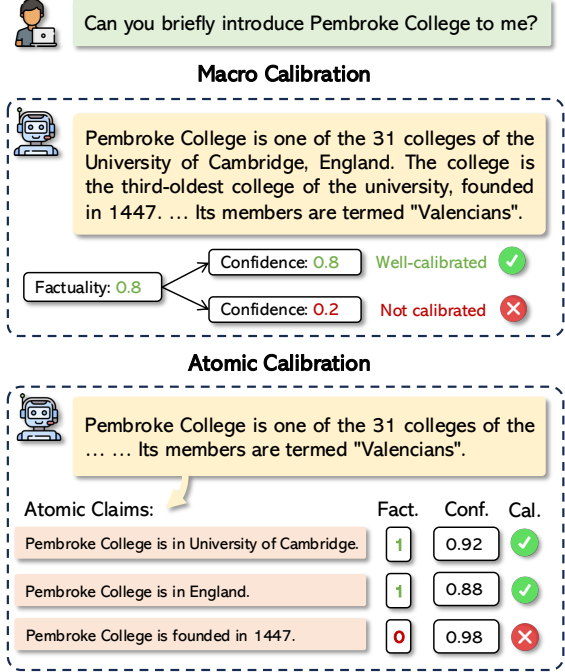 Can you briefly introduce Pembroke College to me?
Macro Calibration
Pembroke College is one of the 31 colleges of the
University of Cambridge, England. The college is
the third-oldest college of the university, founded
in 1447. ... Its members are termed "Valencians".
Factuality: 0.8
Confidence: 0.8 Well-calibrated
Confidence: 0.2 Not calibrated
Atomic Calibration
Pembroke College is one of the 31 colleges of the
... ... Its members are termed "Valencians".
Atomic Claims: Fact. Conf. Cal.
Pembroke College is in University of Cambridge. 1 0.92
Pembroke College is in England. 1 0.88
Pembroke College is founded in 1447. 0 0.98